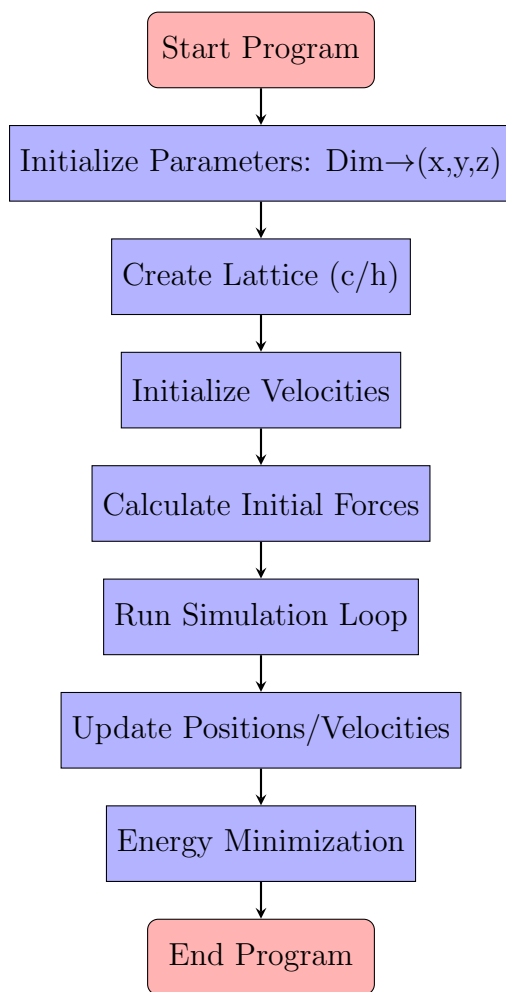 Start Program
Initialize Parameters: Dim→(x,y,z)
Create Lattice (c/h)
Initialize Velocities
Calculate Initial Forces
Run Simulation Loop
Update Positions/Velocities
Energy Minimization
End Program